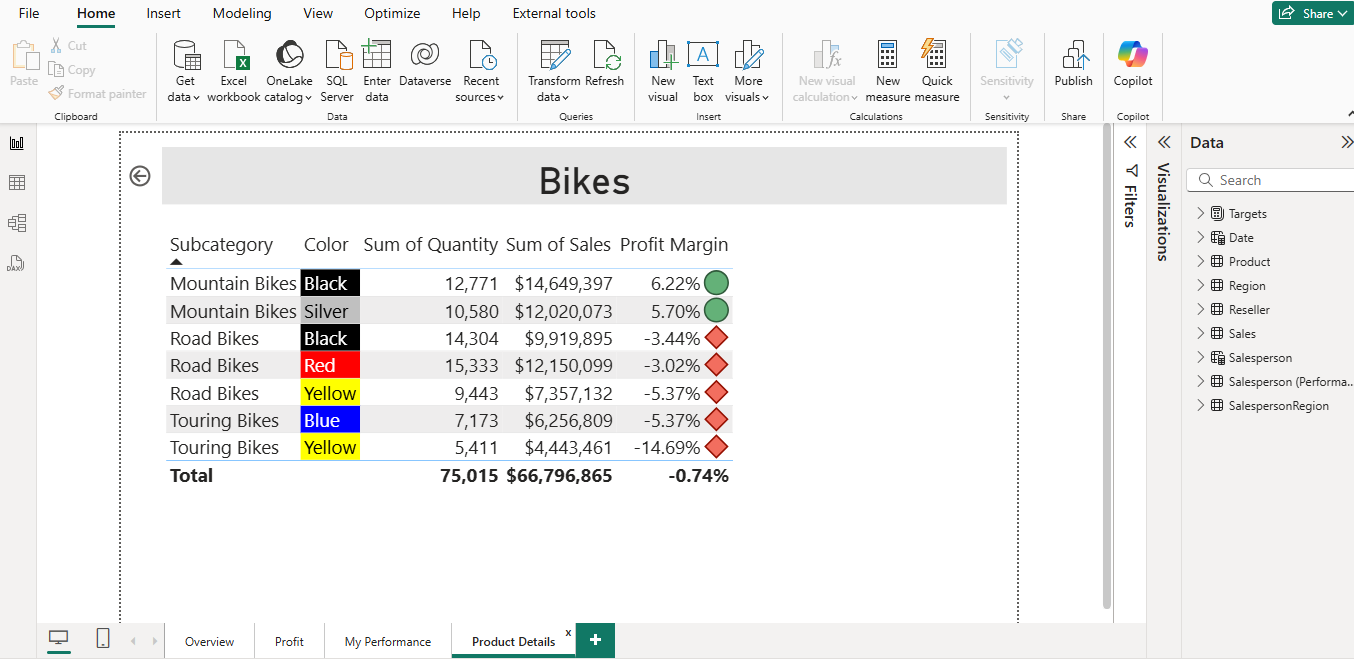 File Home Insert Modeling View Optimize Help External tools Share
Paste Cut Copy Format painter
Get data Excel workbook OneLake catalog SQL Server Enter data Dataverse Recent sources Transform data Refresh New visual Text box More visuals New visual calculation New measure Quick measure Sensitivity Publish Copilot
Clipboard Data Queries Insert Calculations Sensitivity Share Copilot
Bikes
Subcategory Color Sum of Quantity Sum of Sales Profit Margin
Mountain Bikes Black 12,771 $14,649,397 6.22%
Mountain Bikes Silver 10,580 $12,020,073 5.70%
Road Bikes Black 14,304 $9,919,895 -3.44%
Road Bikes Red 15,333 $12,150,099 -3.02%
Road Bikes Yellow 9,443 $7,357,132 -5.37%
Touring Bikes Blue 7,173 $6,256,809 -5.37%
Touring Bikes Yellow 5,411 $4,443,461 -14.69%
Total 75,015 $66,796,865 -0.74%
Filters
Visualizations
Data
Search
Targets
Date
Product
Region
Reseller
Sales
Salesperson
Salesperson (Performa...
SalespersonRegion
Overview Profit My Performance Product Details x +